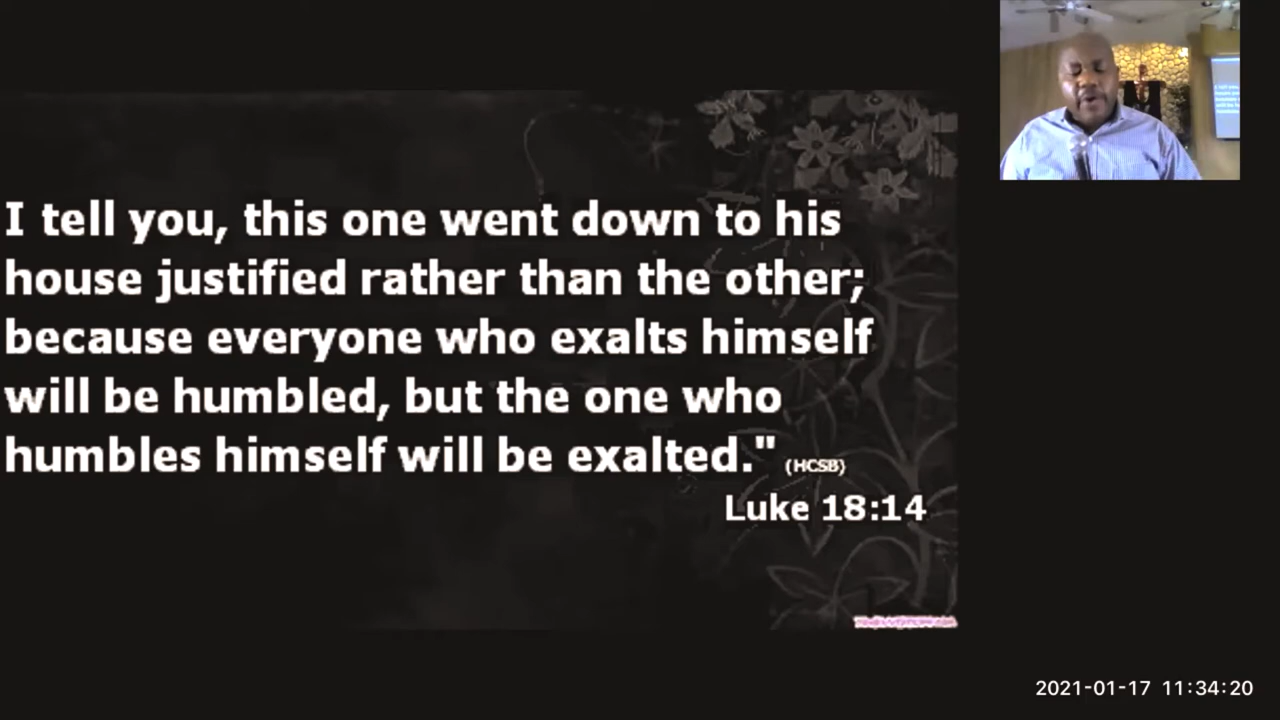 I tell you, this one went down to his
house justified rather than the other;
because everyone who exalts himself
will be humbled, but the one who
humbles himself will be exalted." (HCSB)
Luke 18:14
2021-01-17 11:34:20